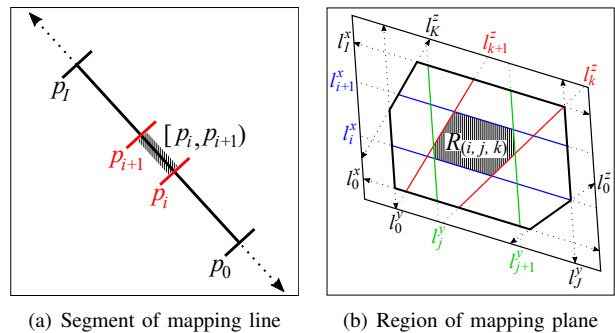 p_I
[p_i, p_{i+1})
p_{i+1}
p_i
p_0
(a) Segment of mapping line
l_K^z
l_I^x
l_{k+1}^z
l_k^z
l_{i+1}^x
l_i^x
R_{(i, j, k)}
l_0^x
l_0^z
l_0^y
l_j^y
l_{j+1}^y
l_J^y
(b) Region of mapping plane